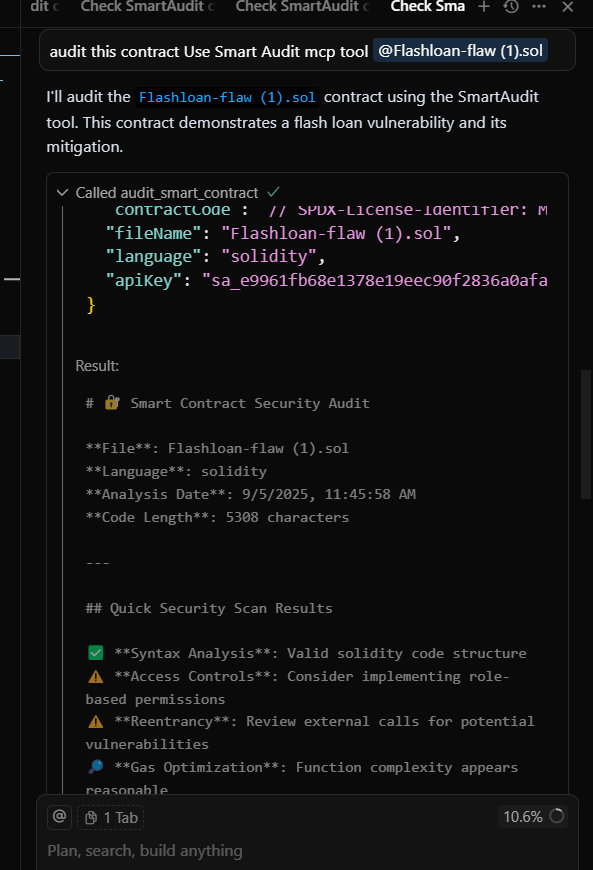 dit c Check SmartAudit c Check SmartAudit c Check Sma
audit this contract Use Smart Audit mcp tool @Flashloan-flaw (1).sol
I'll audit the Flashloan-flaw (1).sol contract using the SmartAudit
tool. This contract demonstrates a flash loan vulnerability and its
mitigation.
Called audit_smart_contract
"contractCode": "// SPDX-License-Identifier: M
"fileName": "Flashloan-flaw (1).sol",
"language": "solidity",
"apiKey": "sa_e9961fb68e1378e19eec90f2836a0afa
}
Result:
# 🔐 Smart Contract Security Audit
**File**: Flashloan-flaw (1).sol
**Language**: solidity
**Analysis Date**: 9/5/2025, 11:45:58 AM
**Code Length**: 5308 characters
---
## Quick Security Scan Results
✅ **Syntax Analysis**: Valid solidity code structure
⚠️ **Access Controls**: Consider implementing role-
based permissions
⚠️ **Reentrancy**: Review external calls for potential
vulnerabilities
🔎 **Gas Optimization**: Function complexity appears
reasonable
@ 1 Tab 10.6%
Plan, search, build anything